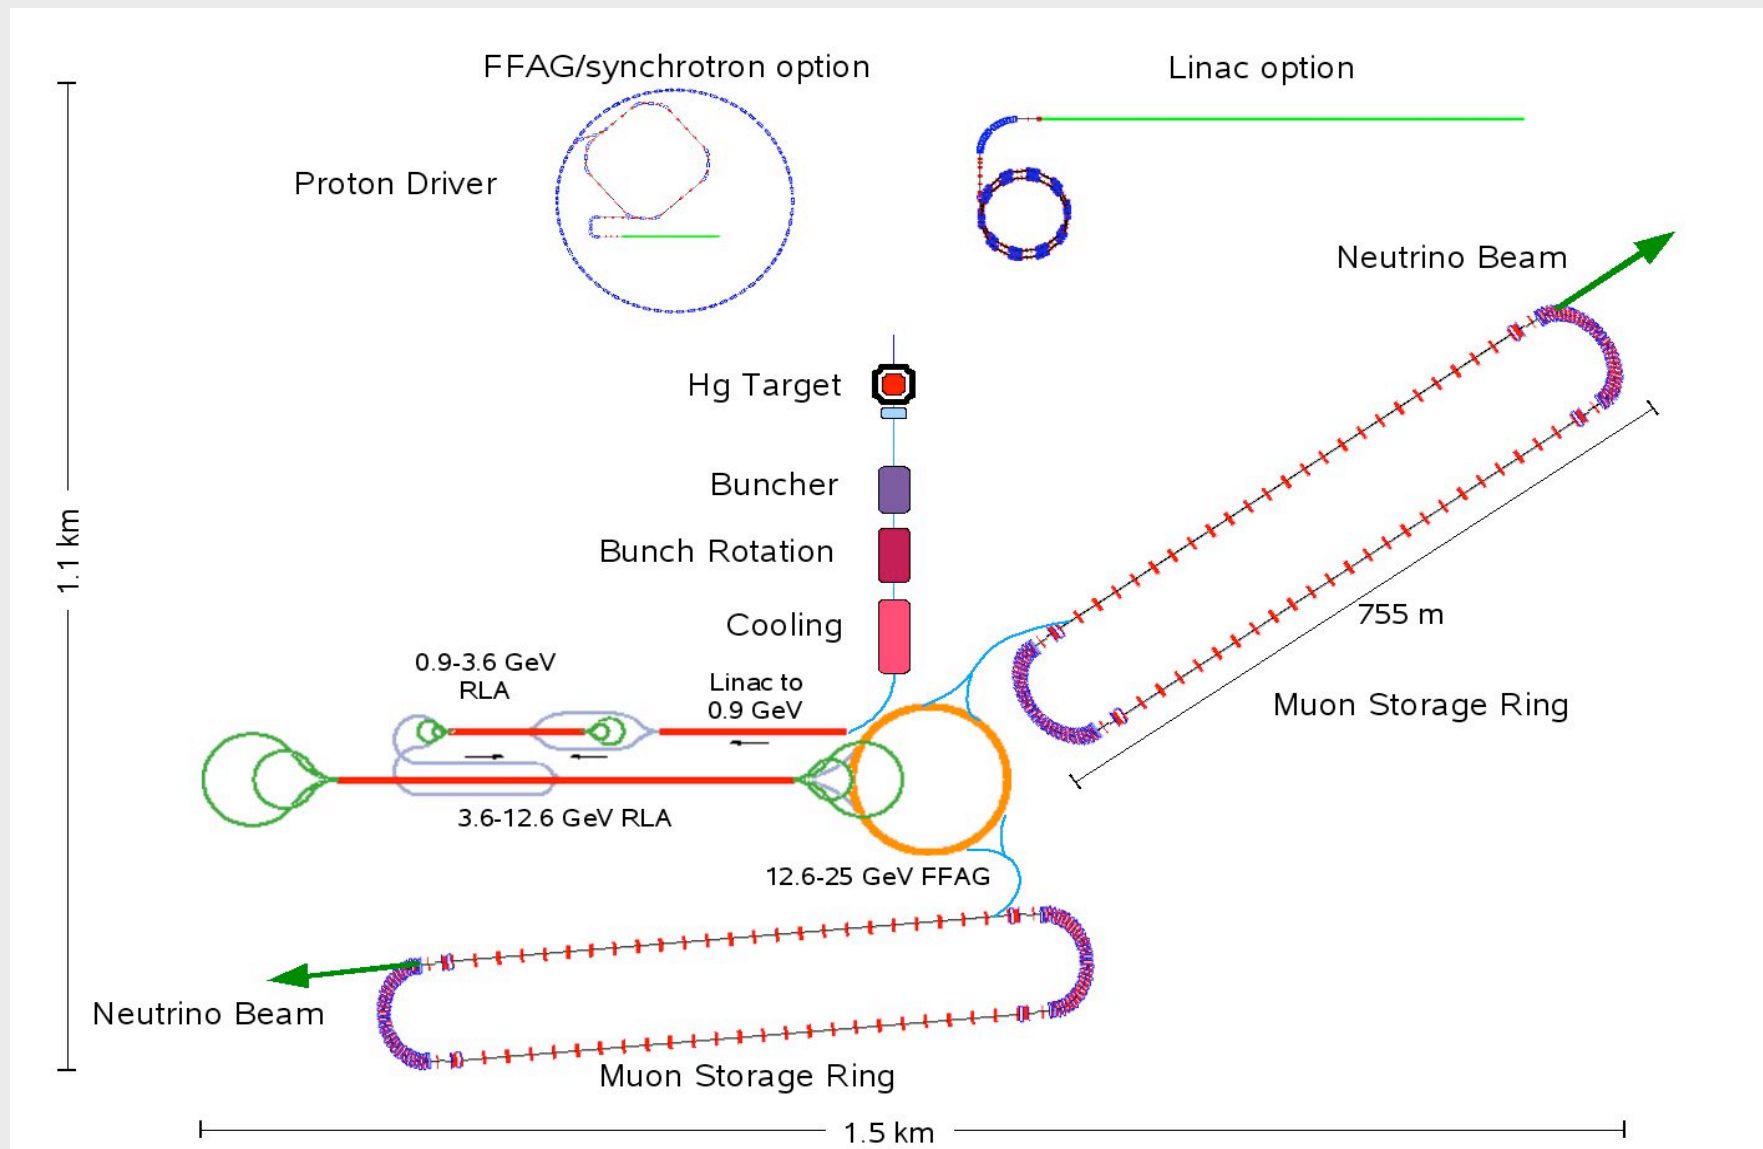 FFAG/synchrotron option
Linac option
Proton Driver
Neutrino Beam
Hg Target
Buncher
1.1 km
Bunch Rotation
755 m
Cooling
0.9-3.6 GeV
RLA
Linac to
0.9 GeV
Muon Storage Ring
3.6-12.6 GeV RLA
12.6-25 GeV FFAG
Neutrino Beam
Muon Storage Ring
1.5 km